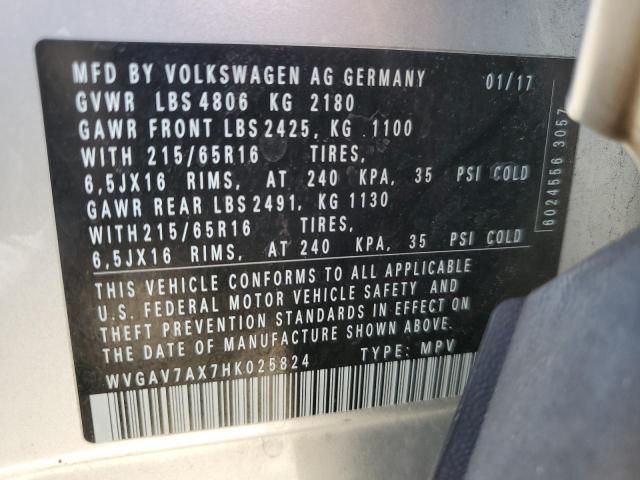 MFD BY VOLKSWAGEN AG GERMANY 01/17
GVWR LBS 4806 KG 2180
GAWR FRONT LBS 2425, KG 1100
WITH 215/65R16 TIRES,
6,5JX16 RIMS, AT 240 KPA, 35 PSI COLD
GAWR REAR LBS 2491, KG 1130
WITH 215/65R16 TIRES,
6,5JX16 RIMS, AT 240 KPA, 35 PSI COLD
THIS VEHICLE CONFORMS TO ALL APPLICABLE
U.S. FEDERAL MOTOR VEHICLE SAFETY AND
THEFT PREVENTION STANDARDS IN EFFECT ON
THE DATE OF MANUFACTURE SHOWN ABOVE.
WVGAV7AX7HK025824 TYPE: MPV
6024556 3057